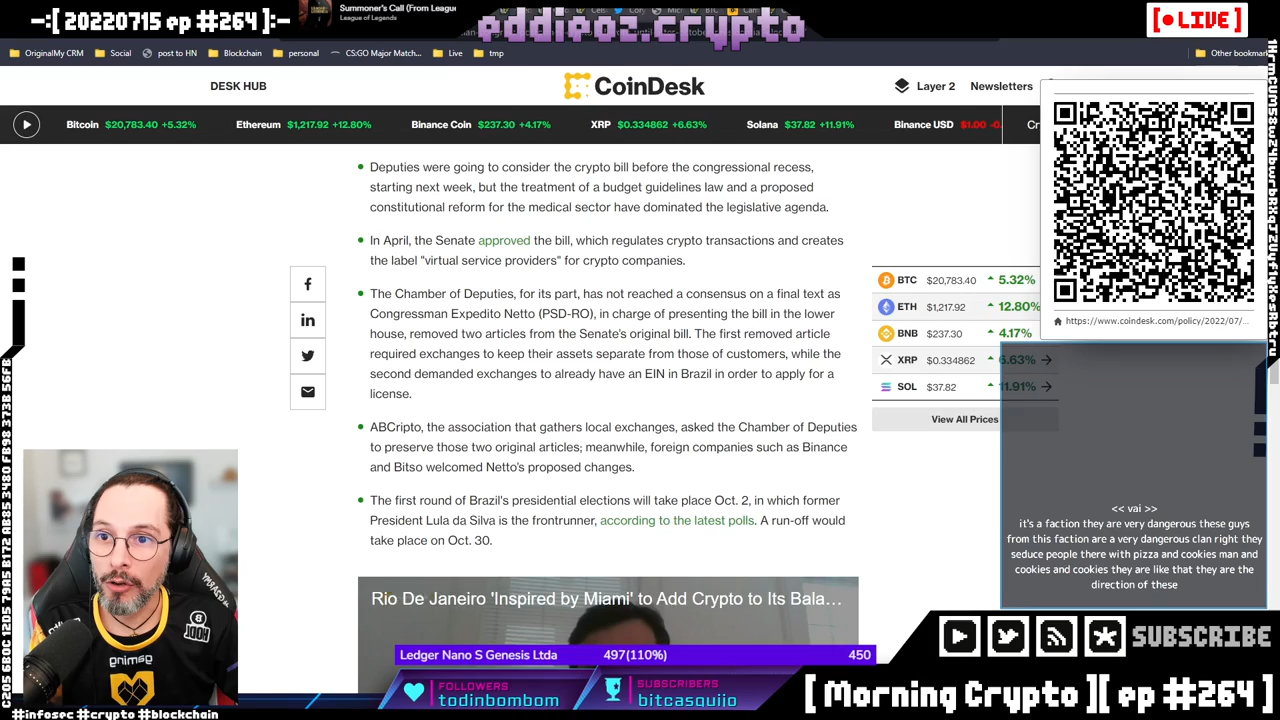 -:[ 20220715 ep #264 ]:-
Summoner's Call (From League
League of Legends
eddieoz.crypto
[ LIVE ]
OriginalMy CRM
Social
post to HN
Blockchain
personal
CS:GO Major Match...
Live
tmp
Other bookmar
DESK HUB
CoinDesk
Layer 2
Newsletters
Bitcoin $20,783.40 +5.32%
Ethereum $1,217.92 +12.80%
Binance Coin $237.30 +4.17%
XRP $0.334862 +6.63%
Solana $37.82 +11.91%
Binance USD $1.00 -0.
Cr
Deputies were going to consider the crypto bill before the congressional recess,
starting next week, but the treatment of a budget guidelines law and a proposed
constitutional reform for the medical sector have dominated the legislative agenda.
In April, the Senate approved the bill, which regulates crypto transactions and creates
the label "virtual service providers" for crypto companies.
The Chamber of Deputies, for its part, has not reached a consensus on a final text as
Congressman Expedito Netto (PSD-RO), in charge of presenting the bill in the lower
house, removed two articles from the Senate's original bill. The first removed article
required exchanges to keep their assets separate from those of customers, while the
second demanded exchanges to already have an EIN in Brazil in order to apply for a
license.
ABCripto, the association that gathers local exchanges, asked the Chamber of Deputies
to preserve those two original articles; meanwhile, foreign companies such as Binance
and Bitso welcomed Netto's proposed changes.
The first round of Brazil's presidential elections will take place Oct. 2, in which former
President Lula da Silva is the frontrunner, according to the latest polls. A run-off would
take place on Oct. 30.
BTC $20,783.40 5.32%
ETH $1,217.92 12.80%
BNB $237.30 4.17%
XRP $0.334862 6.63%
SOL $37.82 11.91%
View All Prices
https://www.coindesk.com/policy/2022/07/...
<< vai >>
it's a faction they are very dangerous these guys
from this faction are a very dangerous clan right they
seduce people there with pizza and cookies man and
cookies and cookies they are like that they are the
direction of these
Rio De Janeiro 'Inspired by Miami' to Add Crypto to Its Bala...
Ledger Nano S Genesis Ltda 497(110%) 450
FOLLOWERS
todinbombom
SUBSCRIBERS
bitcasquijo
SUBSCRIBE
[ Morning Crypto ][ ep #264 ]
#infosec #crypto #blockchain